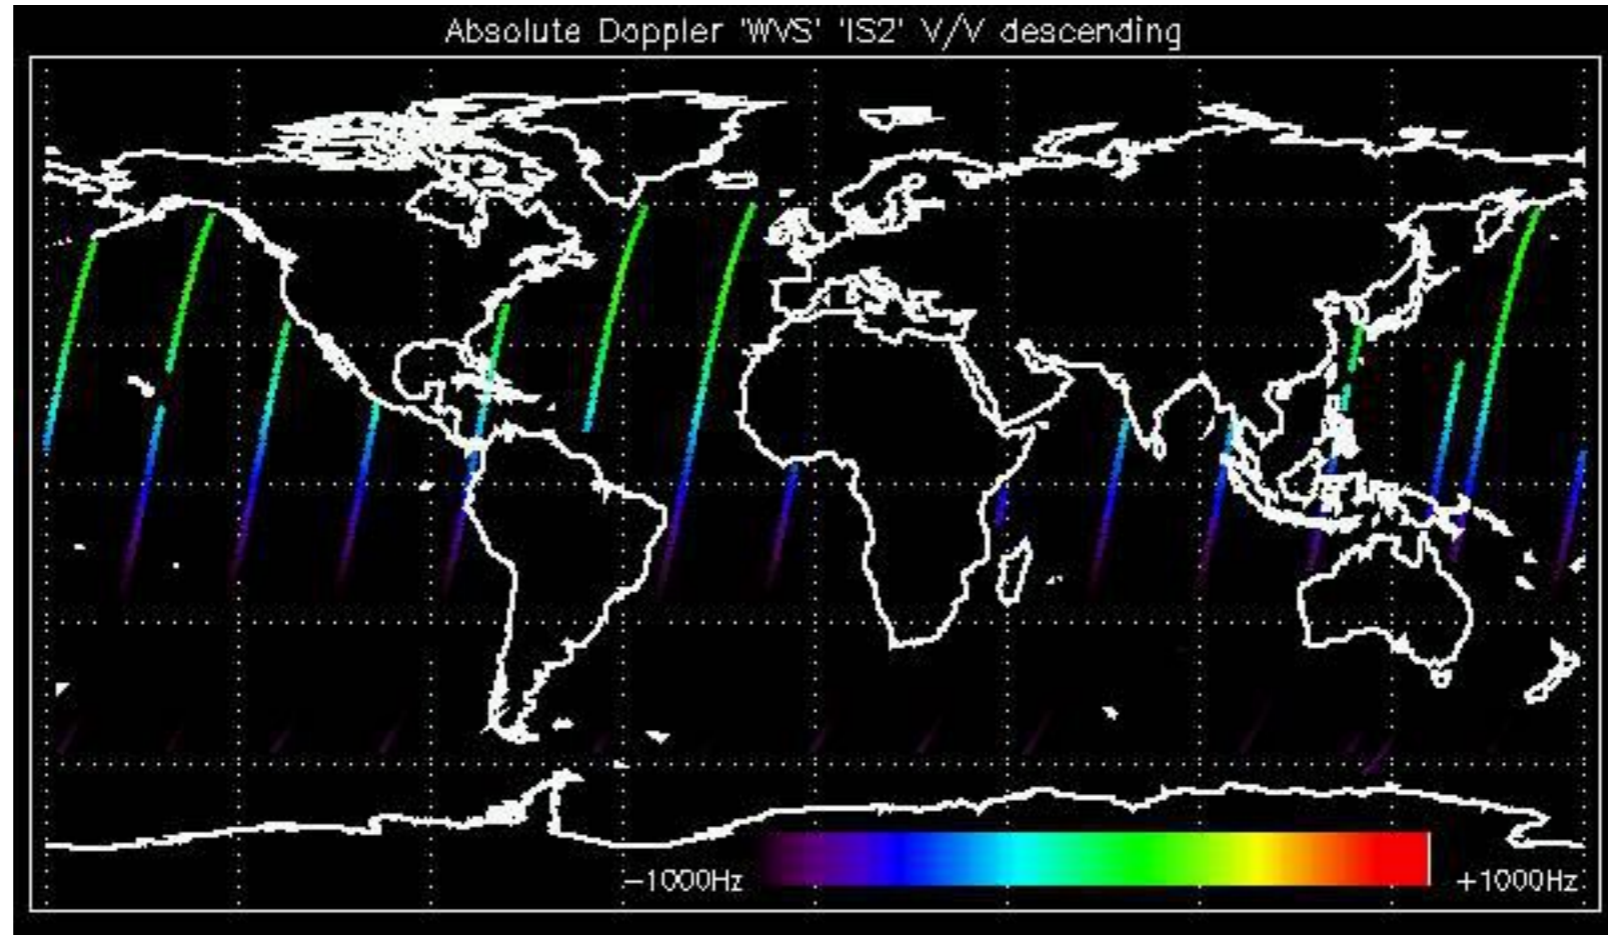 Absolute Doppler 'WVS' 'IS2' V/V descending
−1000Hz
+1000Hz